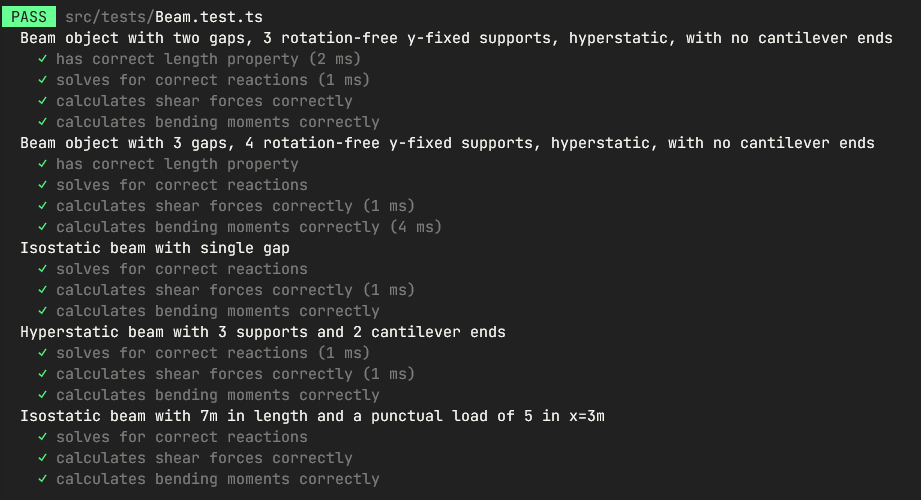 PASS src/tests/Beam.test.ts
Beam object with two gaps, 3 rotation-free y-fixed supports, hyperstatic, with no cantilever ends
✓ has correct length property (2 ms)
✓ solves for correct reactions (1 ms)
✓ calculates shear forces correctly
✓ calculates bending moments correctly
Beam object with 3 gaps, 4 rotation-free y-fixed supports, hyperstatic, with no cantilever ends
✓ has correct length property
✓ solves for correct reactions
✓ calculates shear forces correctly (1 ms)
✓ calculates bending moments correctly (4 ms)
Isostatic beam with single gap
✓ solves for correct reactions
✓ calculates shear forces correctly (1 ms)
✓ calculates bending moments correctly
Hyperstatic beam with 3 supports and 2 cantilever ends
✓ solves for correct reactions (1 ms)
✓ calculates shear forces correctly (1 ms)
✓ calculates bending moments correctly
Isostatic beam with 7m in length and a punctual load of 5 in x=3m
✓ solves for correct reactions
✓ calculates shear forces correctly
✓ calculates bending moments correctly